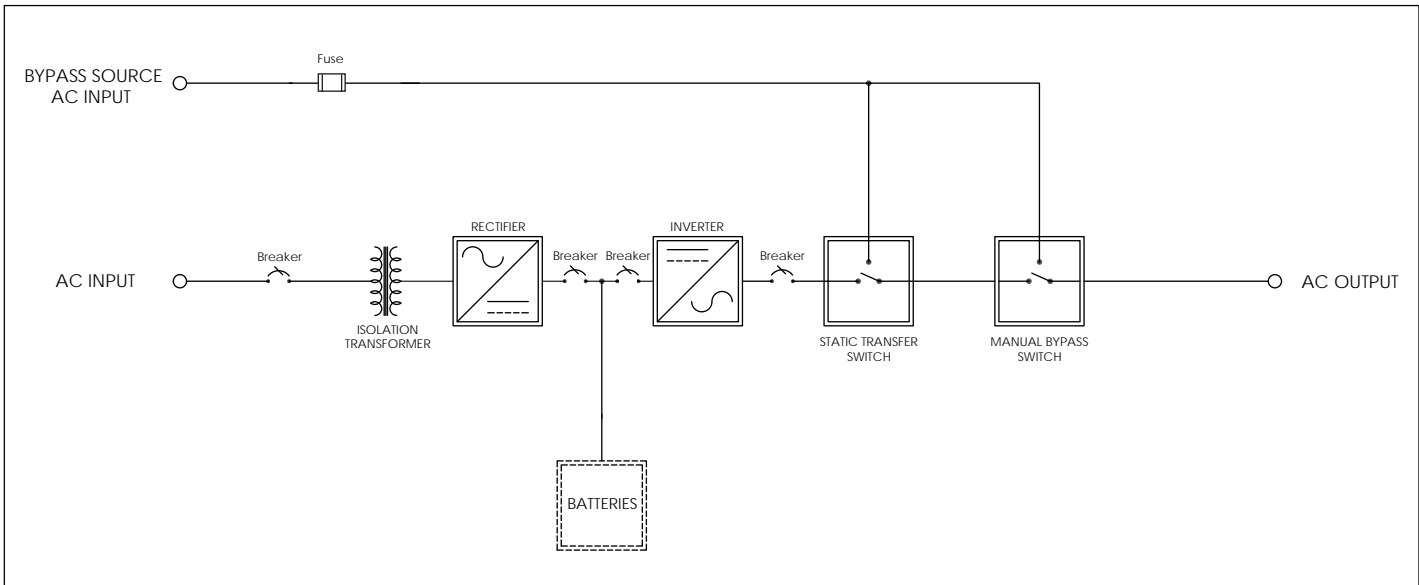 Fuse
BYPASS SOURCE
AC INPUT
RECTIFIER
INVERTER
Breaker
Breaker
Breaker
Breaker
AC INPUT
AC OUTPUT
ISOLATION
TRANSFORMER
STATIC TRANSFER
SWITCH
MANUAL BYPASS
SWITCH
BATTERIES